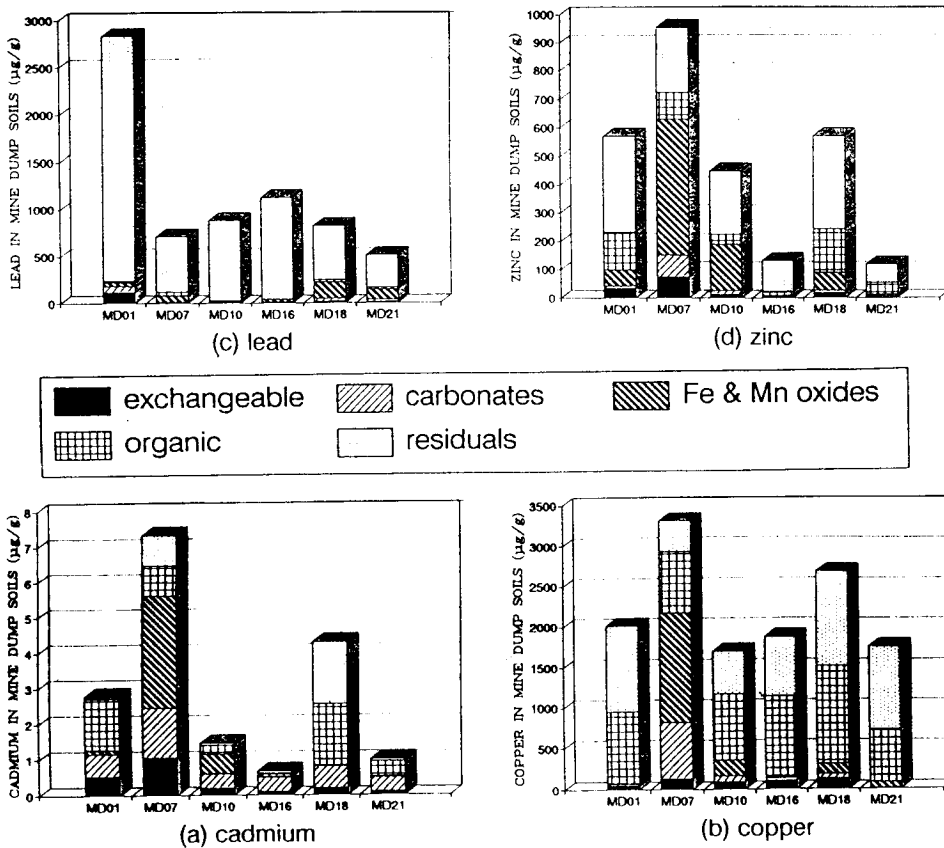 LEAD IN MINE DUMP SOILS (µg/g)
3000
2500
2000
1500
1000
500
0
MD01 MD07 MD10 MD16 MD18 MD21
(c) lead
ZINC IN MINE DUMP SOILS (µg/g)
1000
900
800
700
600
500
400
300
200
100
0
MD01 MD07 MD10 MD16 MD18 MD21
(d) zinc
exchangeable carbonates Fe & Mn oxides
organic residuals
CADMIUM IN MINE DUMP SOILS (µg/g)
8
7
6
5
4
3
2
1
0
MD01 MD07 MD10 MD16 MD18 MD21
(a) cadmium
COPPER IN MINE DUMP SOILS (µg/g)
3500
3000
2500
2000
1500
1000
500
0
MD01 MD07 MD10 MD16 MD18 MD21
(b) copper